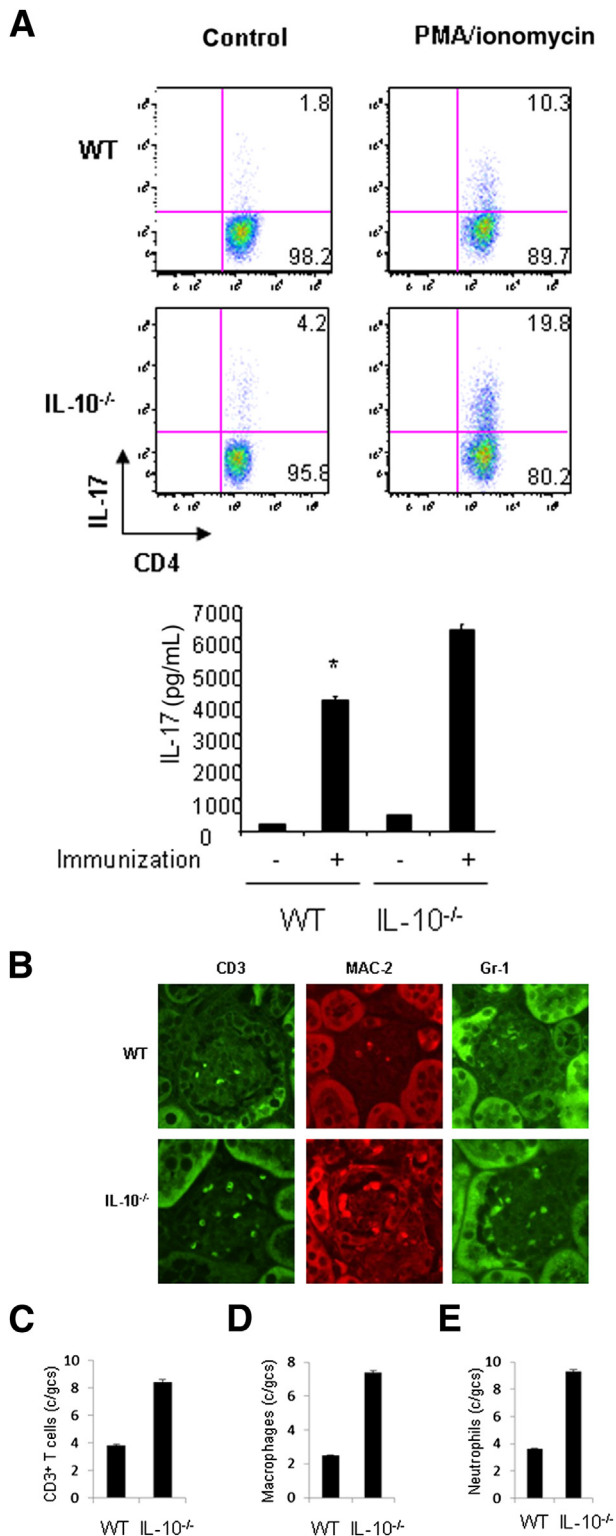 A
Control PMA/ionomycin
WT
1.8
98.2
10.3
89.7
IL-10-/-
4.2
95.8
19.8
80.2
IL-17
CD4
IL-17 (pg/mL)
7000
6000
5000
4000
3000
2000
1000
0
*
Immunization - + - +
WT IL-10-/-
B
CD3 MAC-2 Gr-1
WT
IL-10-/-
C
CD3+ T cells (c/gcs)
10
8
6
4
2
0
WT IL-10-/-
D
Macrophages (c/gcs)
8
6
4
2
0
WT IL-10-/-
E
Neutrophils (c/gcs)
10
8
6
4
2
0
WT IL-10-/-